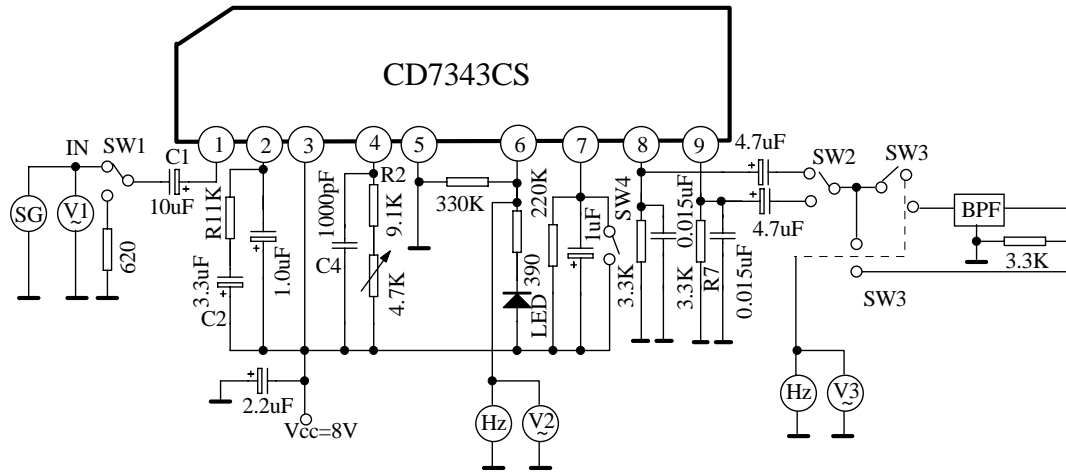 CD7343CS
1 2 3 4 5 6 7 8 9
IN
SW1
C1
10uF
SG
V1
~
620
R11K
3.3uF
C2
1.0uF
2.2uF
Vcc=8V
1000pF
C4
R2
9.1K
4.7K
330K
220K
390
LED
1uF
SW4
3.3K
0.015uF
3.3K
R7
0.015uF
4.7uF
4.7uF
SW2
SW3
SW3
BPF
3.3K
Hz
V2
~
Hz
V3
~